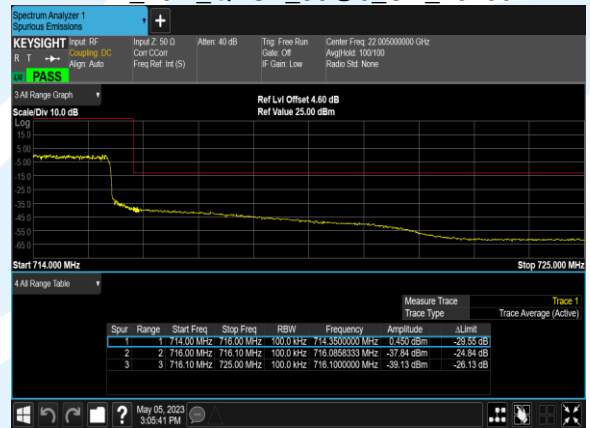 Spectrum Analyzer 1
Spurious Emissions
+
KEYSIGHT Input: RF Input Z: 50 Ω Atten: 40 dB Trig: Free Run Center Freq: 22.005000000 GHz
R T Coupling: DC Corr CCorr Gate: Off Avg|Hold: 100/100
Align: Auto Freq Ref: Int (S) IF Gain: Low Radio Std: None
PASS
3 All Range Graph
Ref Lvl Offset 4.60 dB
Scale/Div 10.0 dB Ref Value 25.00 dBm
Log
15.0
5.00
-5.00
-15.0
-25.0
-35.0
-45.0
-55.0
-65.0
Start 714.000 MHz Stop 725.000 MHz
4 All Range Table
Measure Trace Trace 1
Trace Type Trace Average (Active)
Spur Range Start Freq Stop Freq RBW Frequency Amplitude ΔLimit
1 1 714.00 MHz 716.00 MHz 100.0 kHz 714.3500000 MHz 0.450 dBm -29.55 dB
2 2 716.00 MHz 716.10 MHz 100.0 kHz 716.0858333 MHz -37.84 dBm -24.84 dB
3 3 716.10 MHz 725.00 MHz 100.0 kHz 716.1000000 MHz -39.13 dBm -26.13 dB
? May 05, 2023
3:05:41 PM